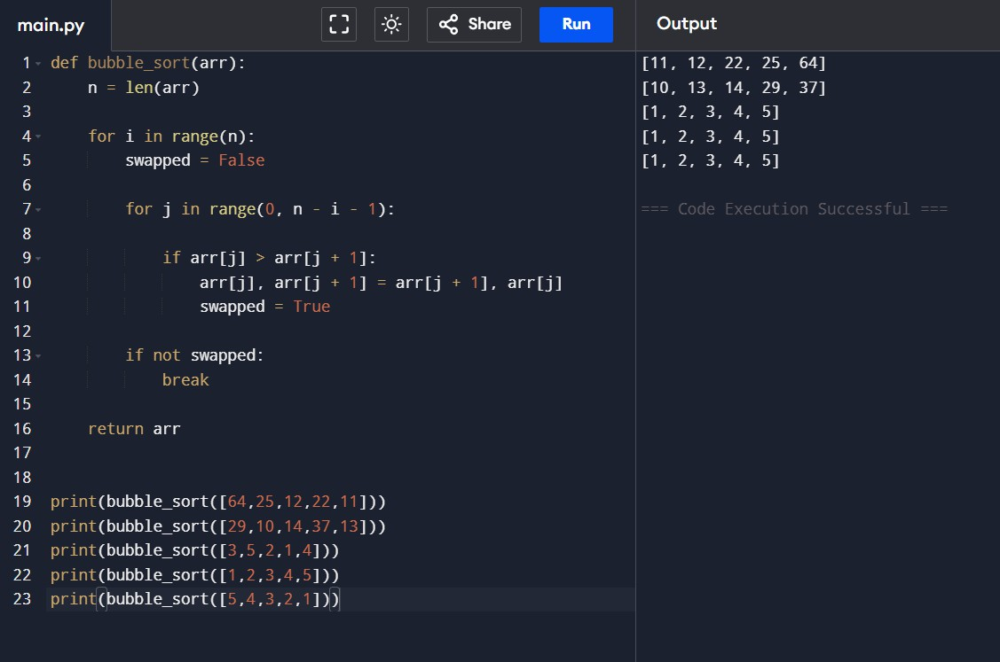 main.py
Share
Run
Output
1 def bubble_sort(arr):
2     n = len(arr)
3
4     for i in range(n):
5         swapped = False
6
7         for j in range(0, n - i - 1):
8
9             if arr[j] > arr[j + 1]:
10                 arr[j], arr[j + 1] = arr[j + 1], arr[j]
11                 swapped = True
12
13         if not swapped:
14             break
15
16     return arr
17
18
19 print(bubble_sort([64,25,12,22,11]))
20 print(bubble_sort([29,10,14,37,13]))
21 print(bubble_sort([3,5,2,1,4]))
22 print(bubble_sort([1,2,3,4,5]))
23 print(bubble_sort([5,4,3,2,1]))
[11, 12, 22, 25, 64]
[10, 13, 14, 29, 37]
[1, 2, 3, 4, 5]
[1, 2, 3, 4, 5]
[1, 2, 3, 4, 5]
=== Code Execution Successful ===